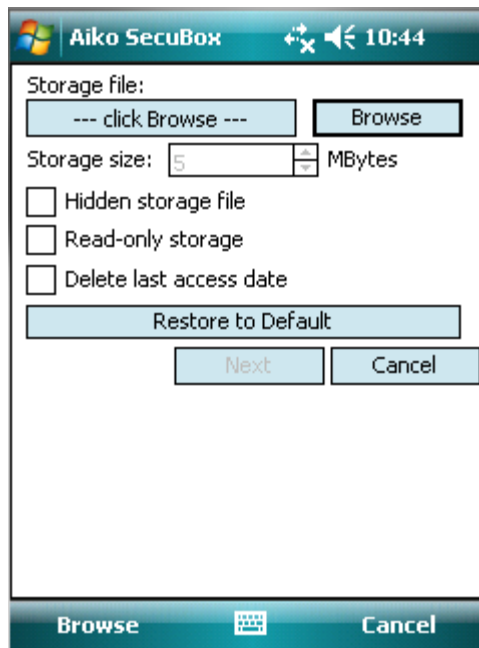 Aiko SecuBox 10:44
Storage file:
--- click Browse --- Browse
Storage size: 5 MBytes
Hidden storage file
Read-only storage
Delete last access date
Restore to Default
Next Cancel
Browse Cancel